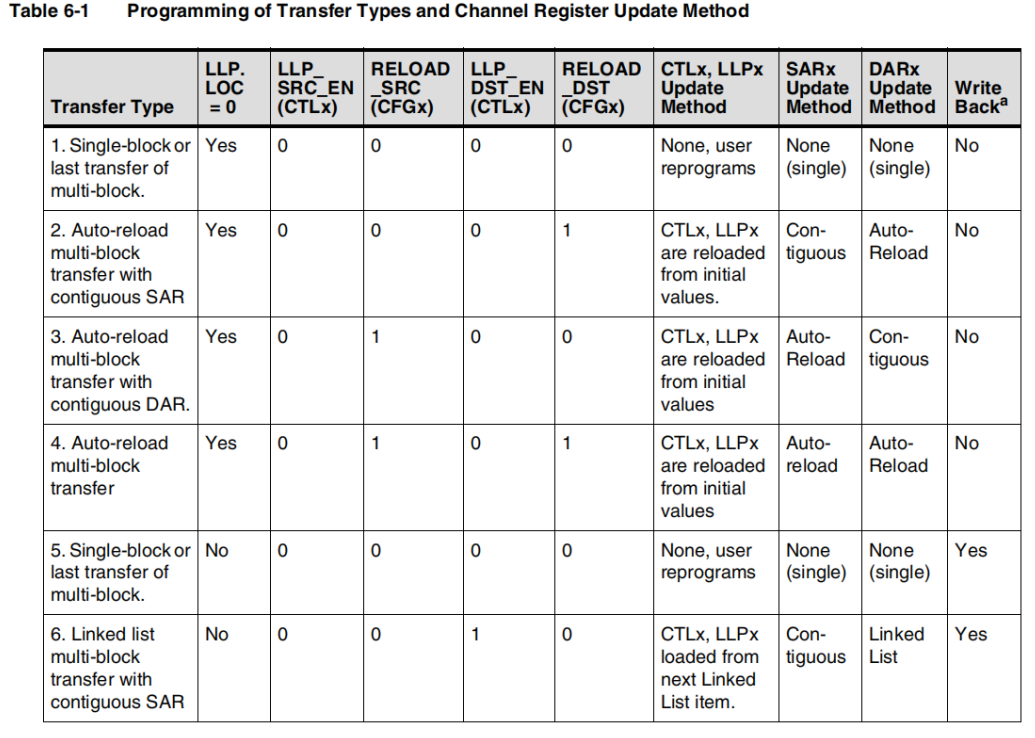 Table 6-1 Programming of Transfer Types and Channel Register Update Method
Transfer Type
LLP.
LOC
= 0
LLP_
SRC_EN
(CTLx)
RELOAD
_SRC
(CFGx)
LLP_
DST_EN
(CTLx)
RELOAD
_DST
(CFGx)
CTLx, LLPx
Update
Method
SARx
Update
Method
DARx
Update
Method
Write
Backa
1. Single-block or
last transfer of
multi-block.
Yes
0
0
0
0
None, user
reprograms
None
(single)
None
(single)
No
2. Auto-reload
multi-block
transfer with
contiguous SAR
Yes
0
0
0
1
CTLx, LLPx
are reloaded
from initial
values.
Con-
tiguous
Auto-
Reload
No
3. Auto-reload
multi-block
transfer with
contiguous DAR.
Yes
0
1
0
0
CTLx, LLPx
are reloaded
from initial
values
Auto-
Reload
Con-
tiguous
No
4. Auto-reload
multi-block
transfer
Yes
0
1
0
1
CTLx, LLPx
are reloaded
from initial
values
Auto-
reload
Auto-
Reload
No
5. Single-block or
last transfer of
multi-block.
No
0
0
0
0
None, user
reprograms
None
(single)
None
(single)
Yes
6. Linked list
multi-block
transfer with
contiguous SAR
No
0
0
1
0
CTLx, LLPx
loaded from
next Linked
List item.
Con-
tiguous
Linked
List
Yes